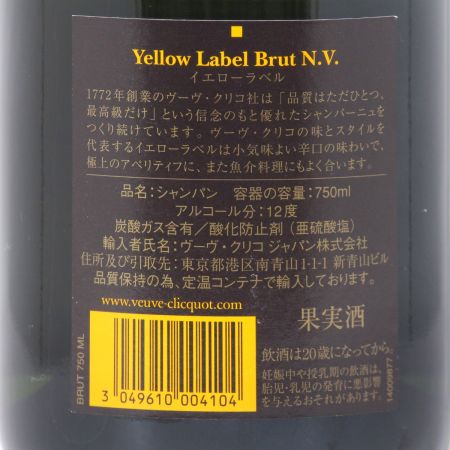 Yellow Label Brut N.V.
イエローラベル
1772年創業のヴーヴ・クリコ社は「品質はただひとつ、
最高級だけ」という信念のもと優れたシャンパーニュを
つくり続けています。ヴーヴ・クリコの味とスタイルを
代表するイエローラベルは小気味よい辛口の味わいで、
極上のアペリティフに、また魚介料理にもよく合います。
品名:シャンパン 容器の容量:750ml
アルコール分:12度
炭酸ガス含有/酸化防止剤(亜硫酸塩)
輸入者氏名:ヴーヴ・クリコ ジャパン株式会社
住所及び引取先:東京都港区南青山1-1-1 新青山ビル
品質保持の為、定温コンテナで輸入しております。
www.veuve-clicquot.com
果実酒
飲酒は20歳になってから。
妊娠中や授乳期の飲酒は、
胎児・乳児の発育に悪影響
を与えるおそれがあります。
3 049610 004104
BRUT 750 ML
14009877